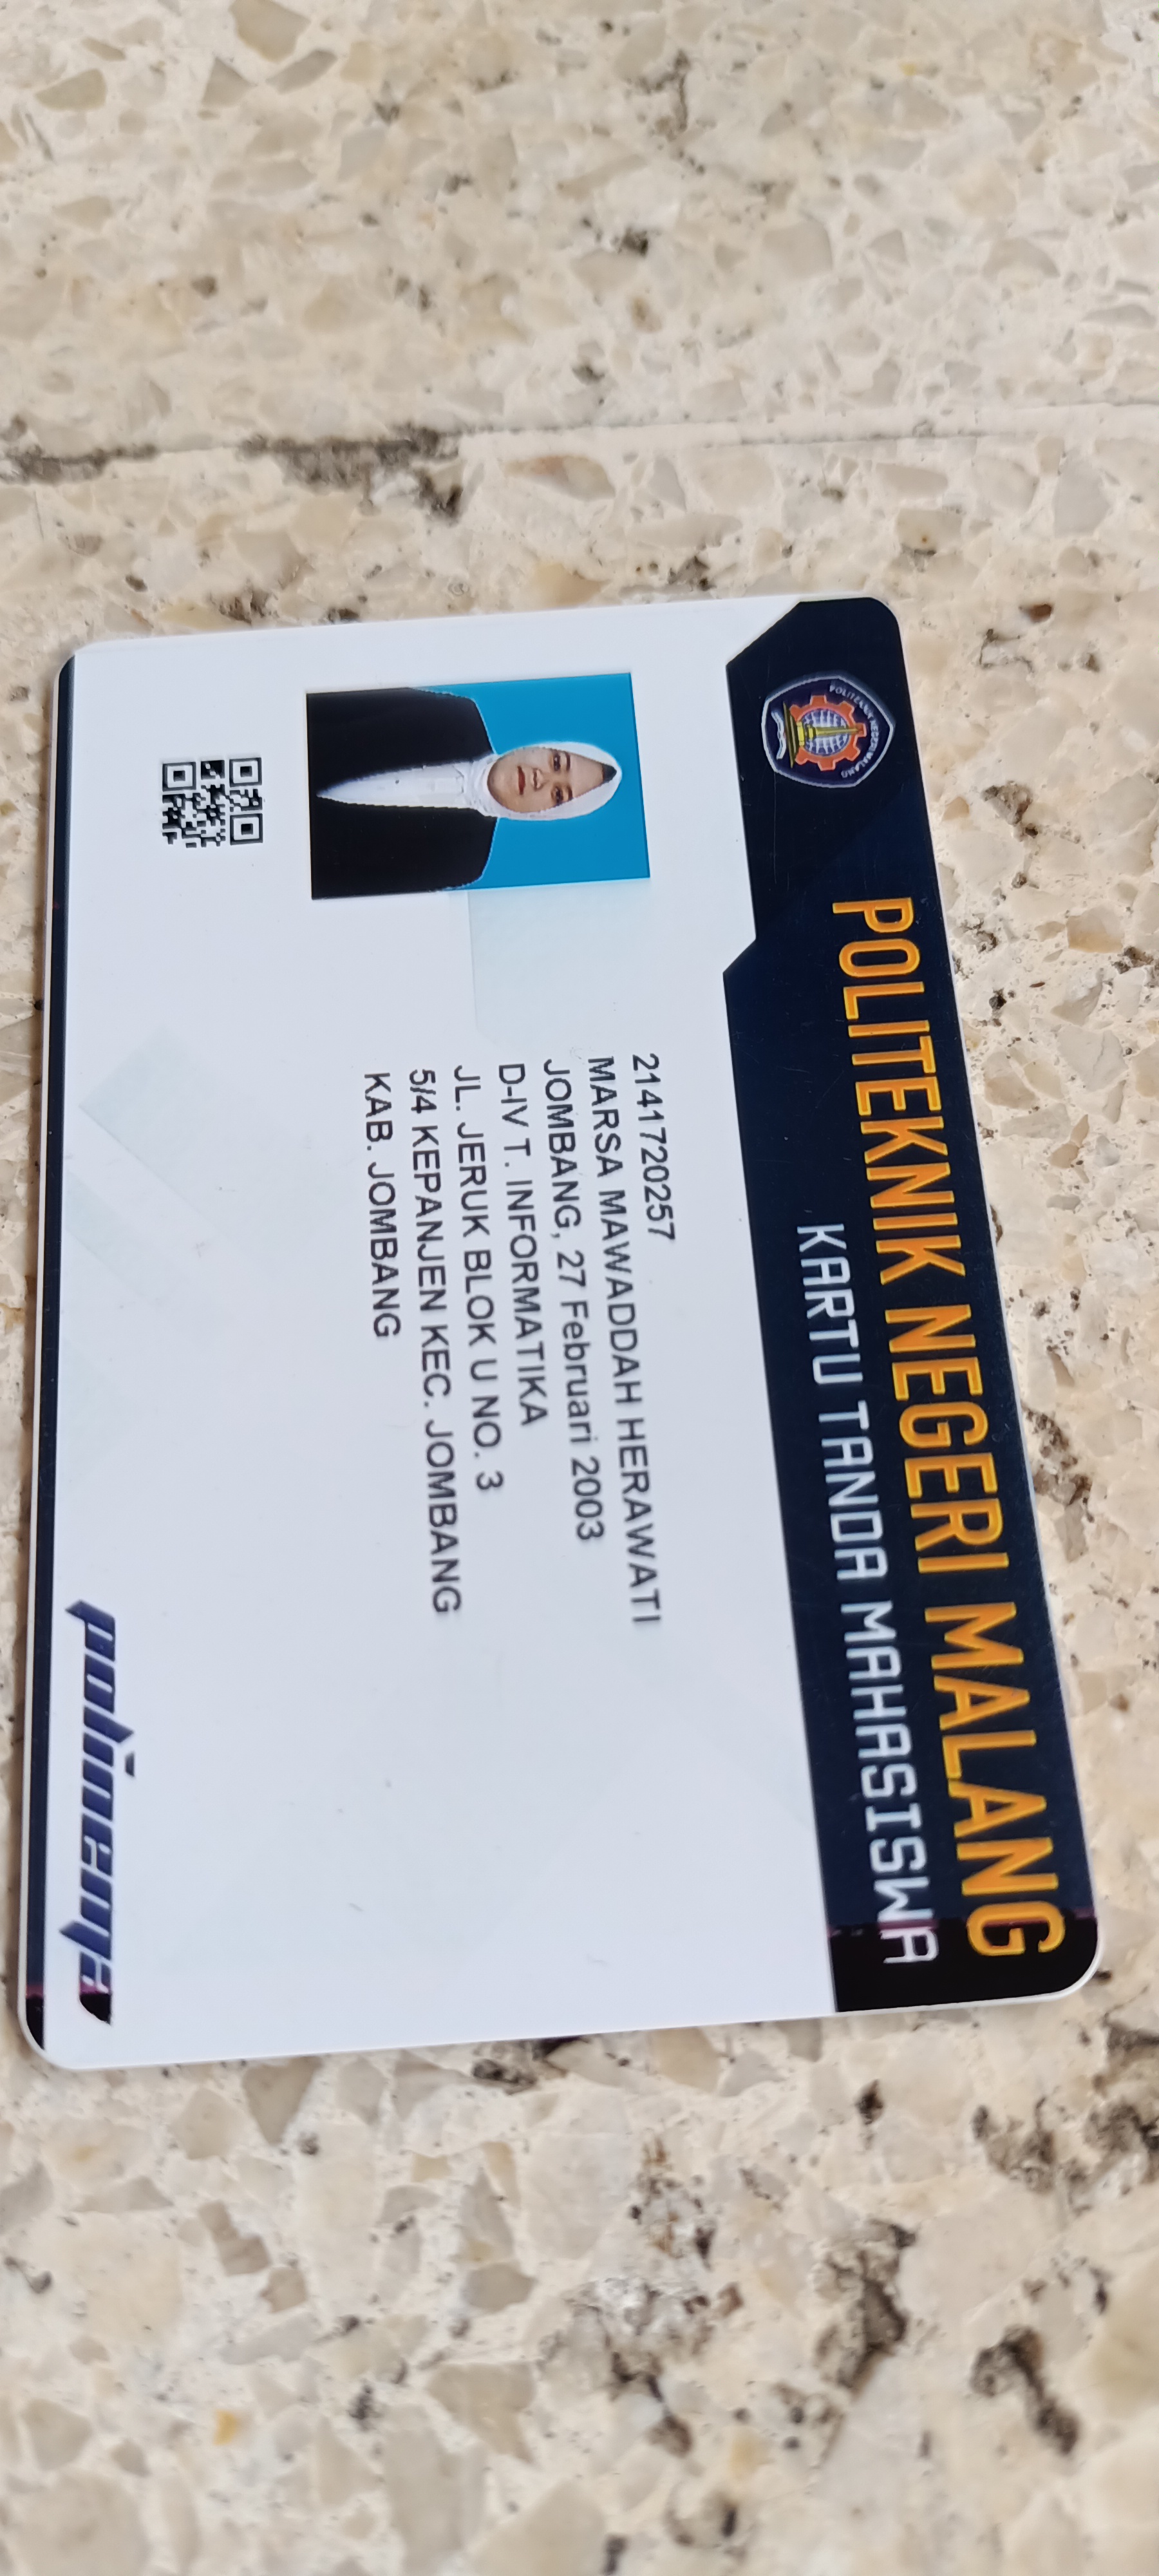 POLITEKNIK NEGERI MALANG
KARTU TANDA MAHASISWA
POLITEKNIK NEGERI MALANG
2141720257
MARSA MAWADDAH HERAWATI
JOMBANG, 27 Februari 2003
D-IV T. INFORMATIKA
JL. JERUK BLOK U NO. 3
5/4 KEPANJEN KEC. JOMBANG
KAB. JOMBANG
polinema